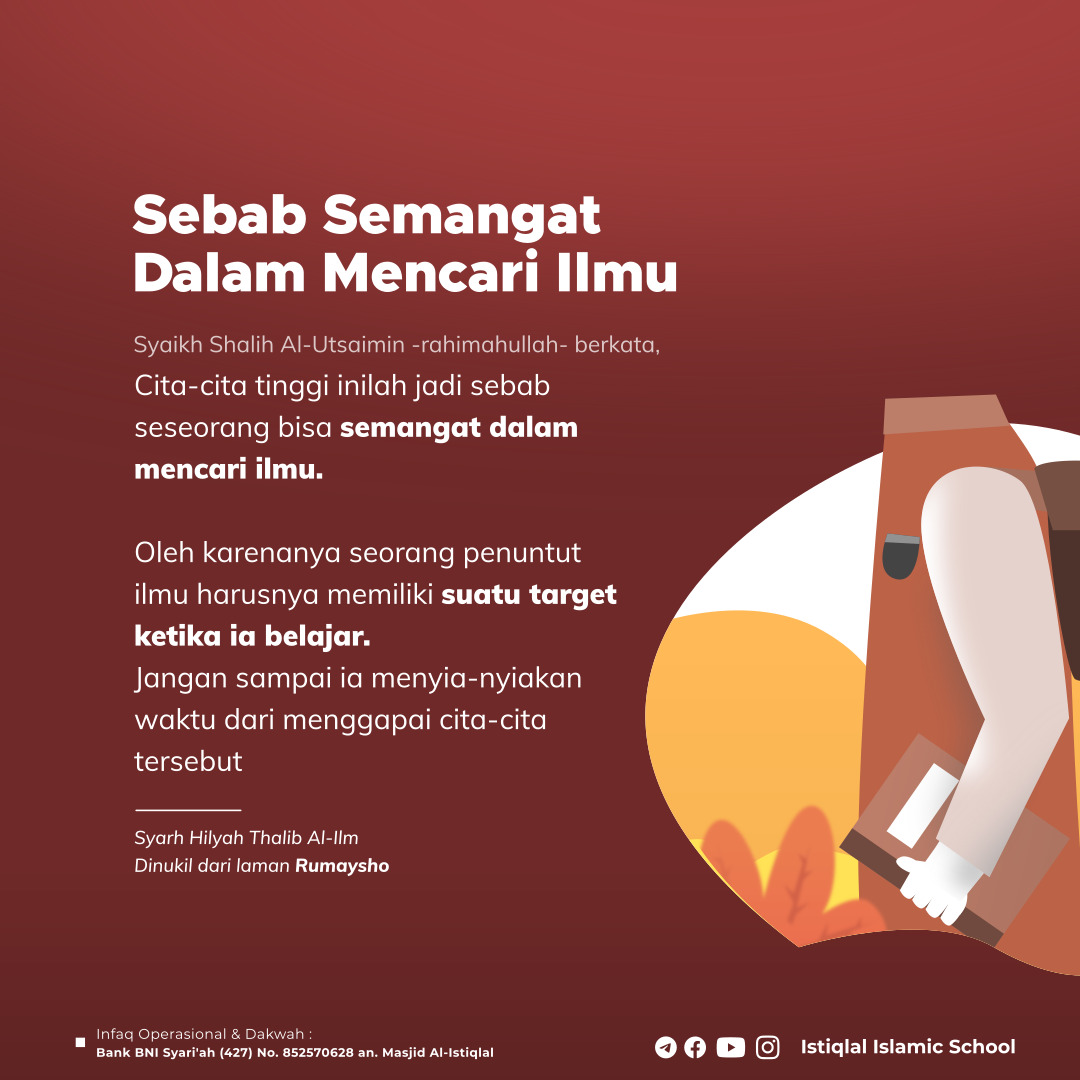 Sebab Semangat
Dalam Mencari Ilmu
Syaikh Shalih Al-Utsaimin -rahimahullah- berkata,
Cita-cita tinggi inilah jadi sebab
seseorang bisa semangat dalam
mencari ilmu.
Oleh karenanya seorang penuntut
ilmu harusnya memiliki suatu target
ketika ia belajar.
Jangan sampai ia menyia-nyiakan
waktu dari menggapai cita-cita
tersebut
Syarh Hilyah Thalib Al-Ilm
Dinukil dari laman Rumaysho
Infaq Operasional & Dakwah :
Bank BNI Syari'ah (427) No. 852570628 an. Masjid Al-Istiqlal
Istiqlal Islamic School